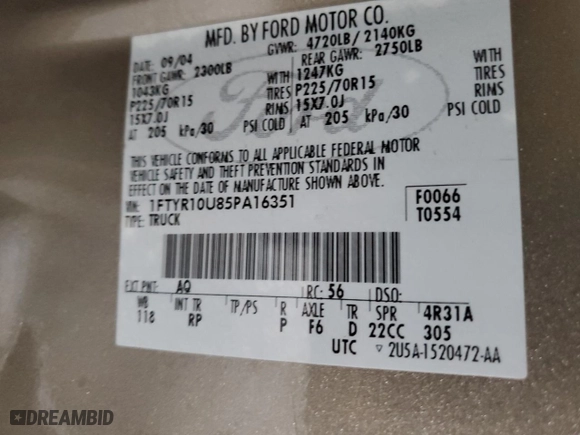 MFD. BY FORD MOTOR CO.
DATE: 09/04 GVWR: 4720LB/ 2140KG
FRONT GAWR: 2300LB REAR GAWR: 2750LB
1043KG 1247KG
P225/70R15 TIRES P225/70R15 TIRES
15X7.0J RIMS 15X7.0J RIMS
AT 205 kPa/30 PSI COLD AT 205 kPa/30 PSI COLD
Ford
THIS VEHICLE CONFORMS TO ALL APPLICABLE FEDERAL MOTOR
VEHICLE SAFETY AND THEFT PREVENTION STANDARDS IN
EFFECT ON THE DATE OF MANUFACTURE SHOWN ABOVE.
VIN: 1FTYR10U85PA16351 F0066
TYPE: TRUCK T0554
EXT PNT: AQ RC: 56 DSO:
WB INT TR TP/PS R AXLE TR SPR 4R31A
118 RP P F6 D 22CC 305
UTC ▽ 2U5A-1520472-AA
DREAMBID